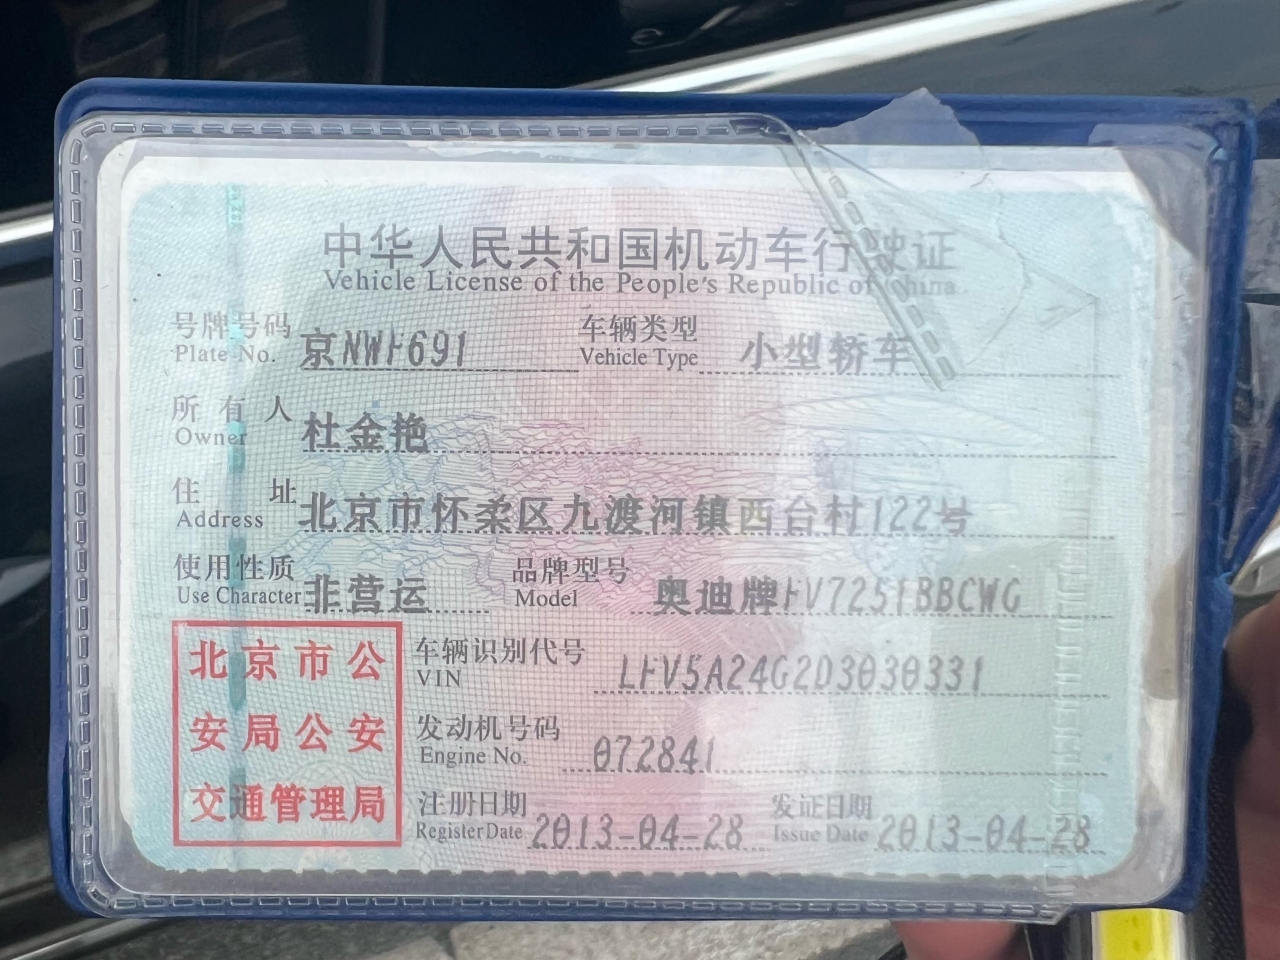 中华人民共和国机动车行驶证
Vehicle License of the People's Republic of China
号牌号码 京NWF691 车辆类型 小型轿车
Plate No. Vehicle Type
所有人 杜金艳
Owner
住址 北京市怀柔区九渡河镇西台村122号
Address
使用性质 非营运 品牌型号 奥迪牌FV7251BBCWG
Use Character Model
北京市公
安局公安
交通管理局
车辆识别代号 LFV5A24G2D3030331
VIN
发动机号码 072841
Engine No.
注册日期 2013-04-28 发证日期 2013-04-28
Register Date Issue Date